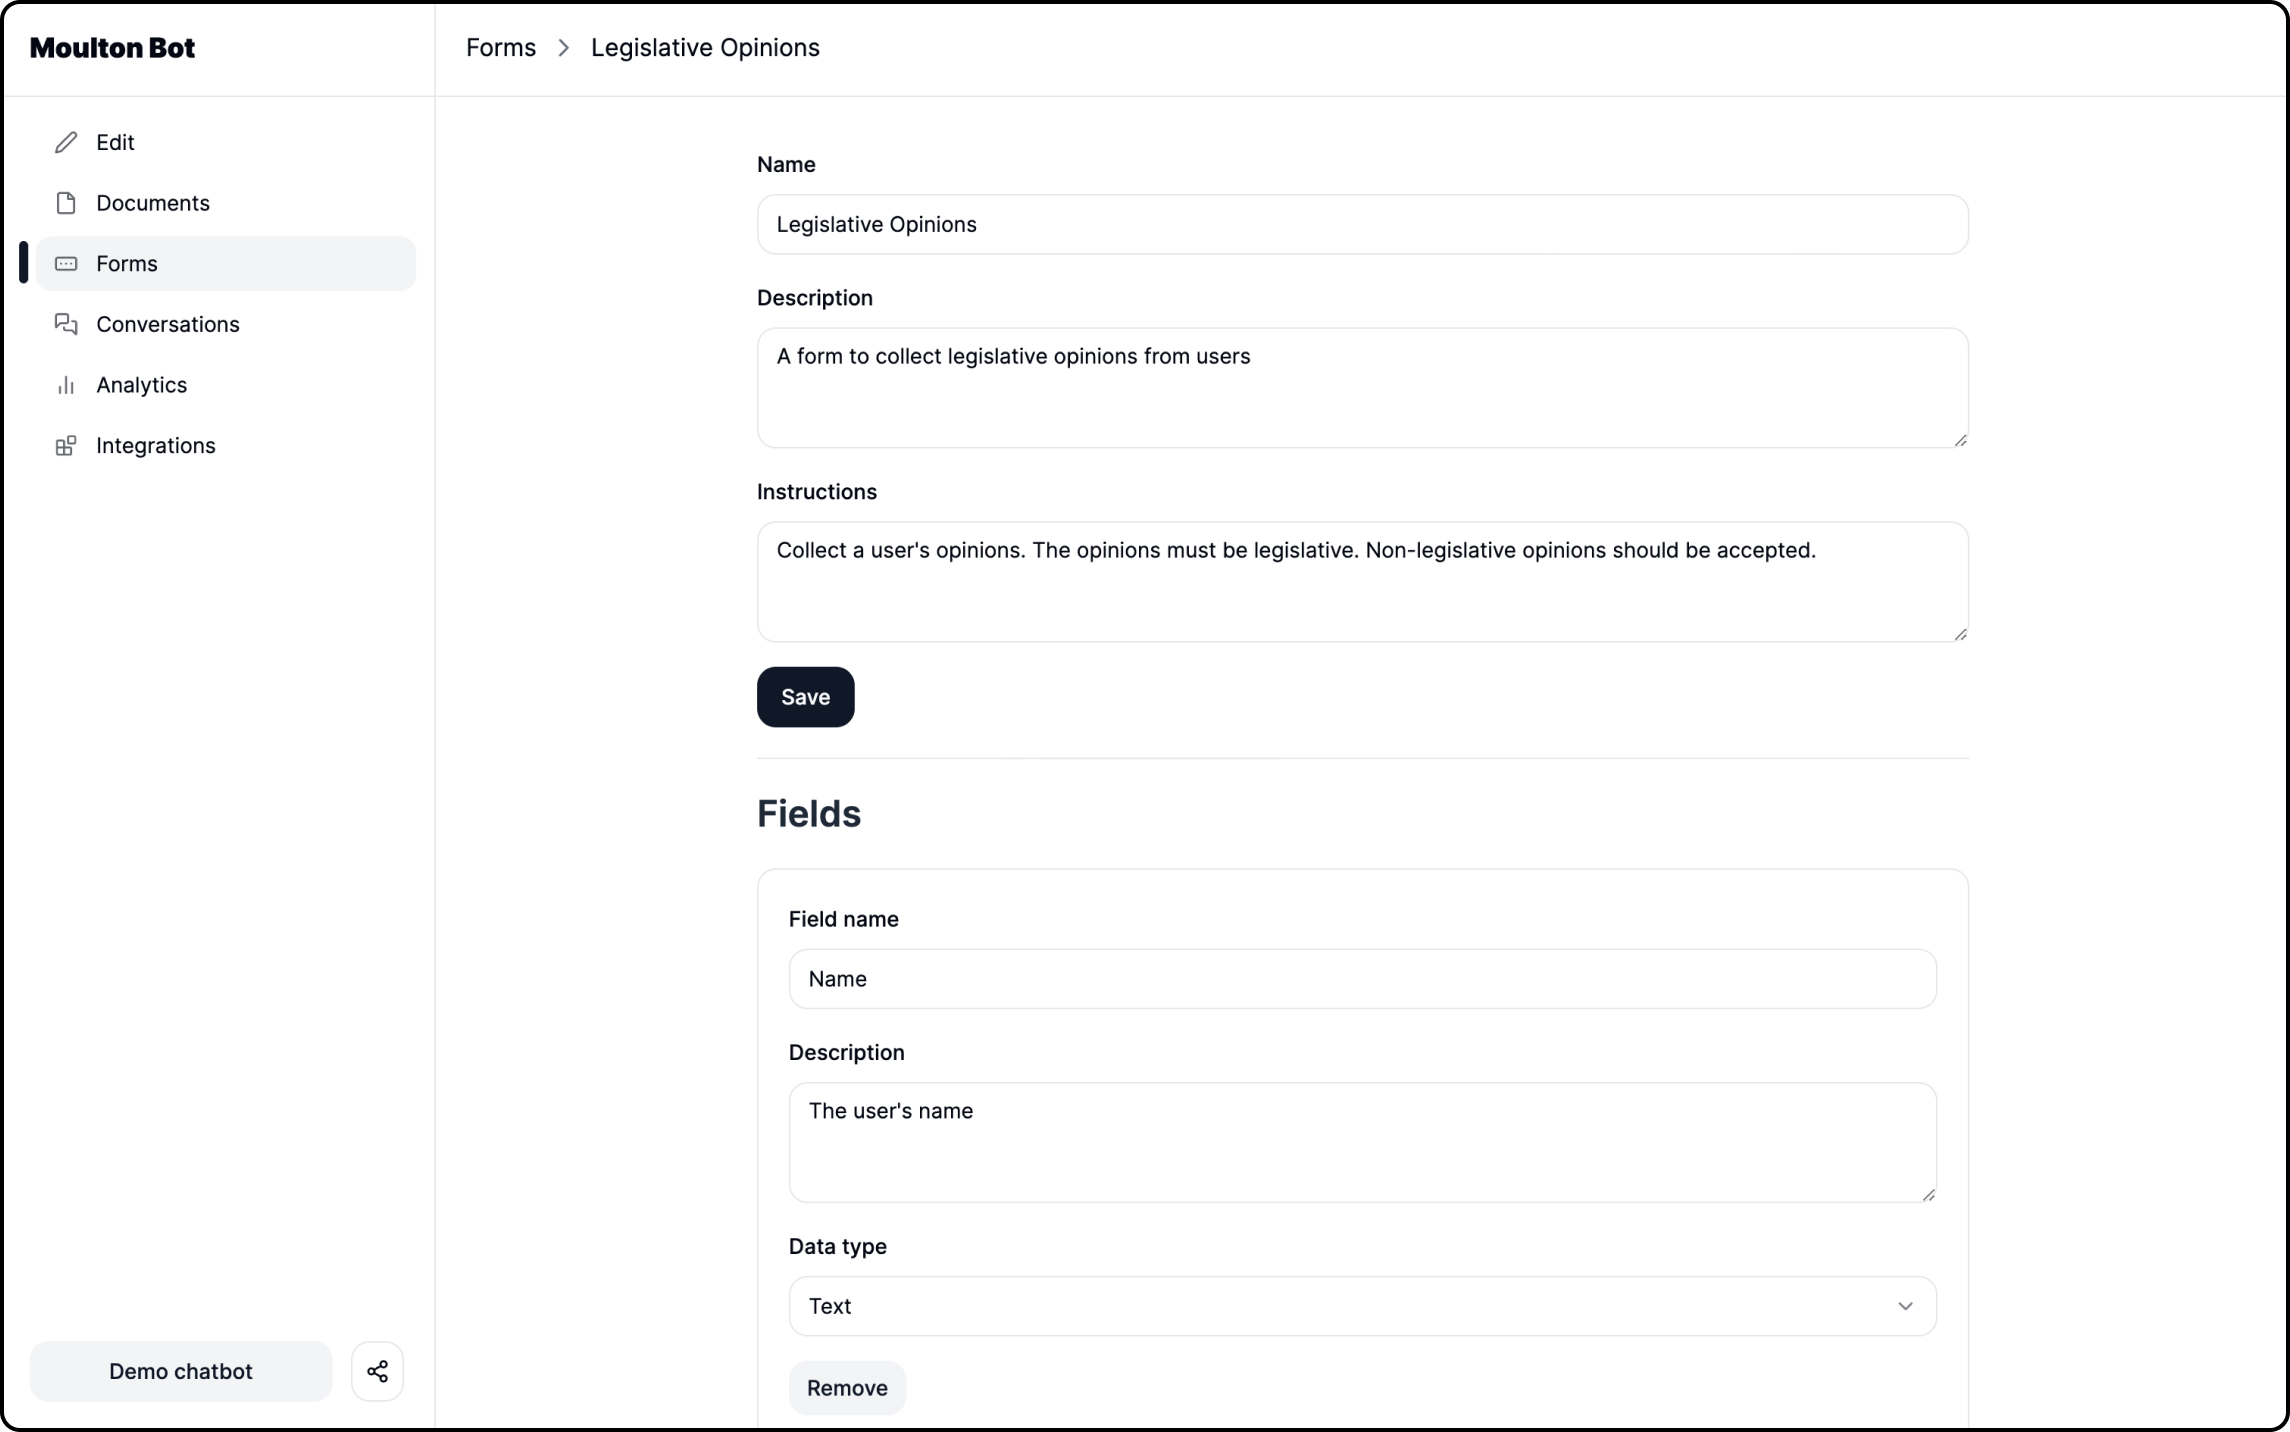 Moulton Bot
Forms > Legislative Opinions
Edit
Documents
Forms
Conversations
Analytics
Integrations
Demo chatbot
Name
Legislative Opinions
Description
A form to collect legislative opinions from users
Instructions
Collect a user's opinions. The opinions must be legislative. Non-legislative opinions should be accepted.
Save
Fields
Field name
Name
Description
The user's name
Data type
Text
Remove